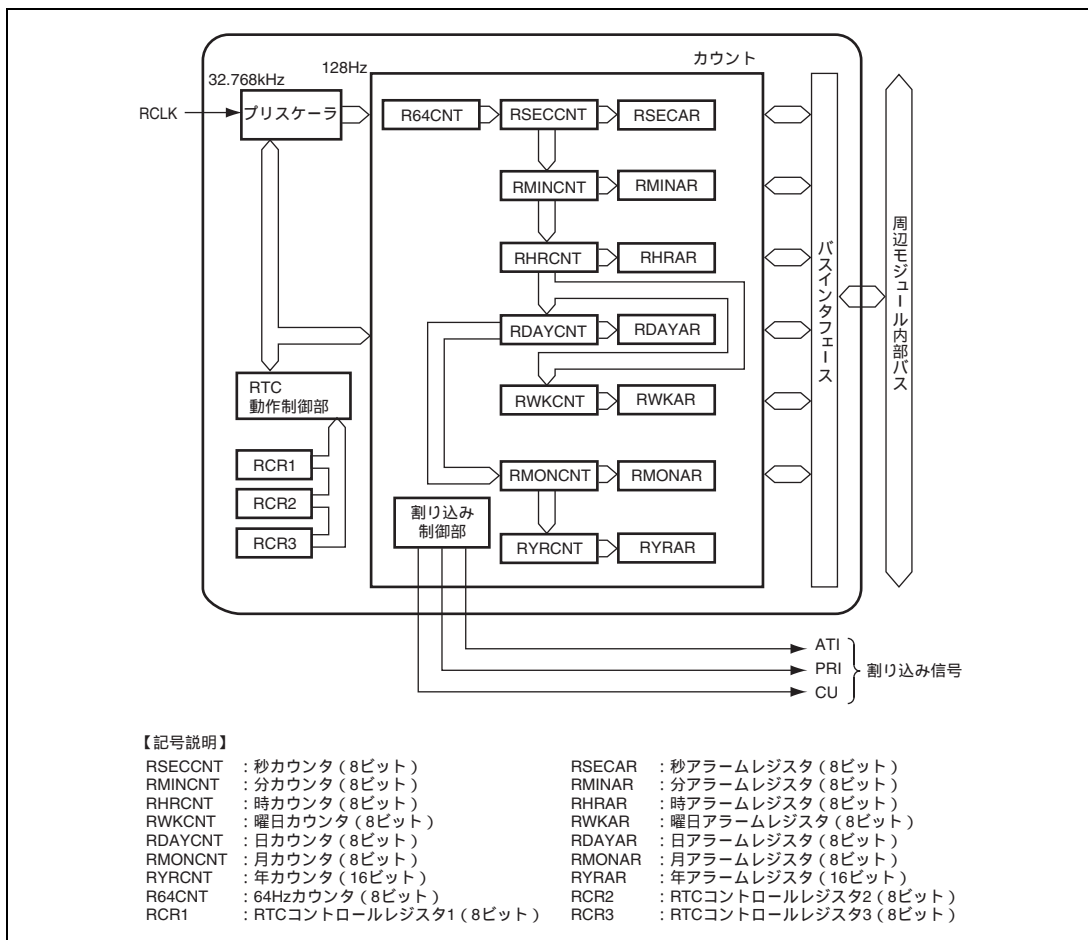 カウント
32.768kHz
128Hz
RCLK
プリスケーラ
R64CNT
RSECCNT
RSECAR
RMINCNT
RMINAR
RHRCNT
RHRAR
RDAYCNT
RDAYAR
RWKCNT
RWKAR
RMONCNT
RMONAR
RYRCNT
RYRAR
RTC
動作制御部
RCR1
RCR2
RCR3
割り込み
制御部
バスインタフェース
周辺モジュール内部バス
ATI
PRI
CU
割り込み信号
【記号説明】
RSECCNT :秒カウンタ(8ビット) RSECAR :秒アラームレジスタ(8ビット)
RMINCNT :分カウンタ(8ビット) RMINAR :分アラームレジスタ(8ビット)
RHRCNT :時カウンタ(8ビット) RHRAR :時アラームレジスタ(8ビット)
RWKCNT :曜日カウンタ(8ビット) RWKAR :曜日アラームレジスタ(8ビット)
RDAYCNT :日カウンタ(8ビット) RDAYAR :日アラームレジスタ(8ビット)
RMONCNT :月カウンタ(8ビット) RMONAR :月アラームレジスタ(8ビット)
RYRCNT :年カウンタ(16ビット) RYRAR :年アラームレジスタ(16ビット)
R64CNT :64Hzカウンタ(8ビット) RCR2 :RTCコントロールレジスタ2(8ビット)
RCR1 :RTCコントロールレジスタ1(8ビット) RCR3 :RTCコントロールレジスタ3(8ビット)